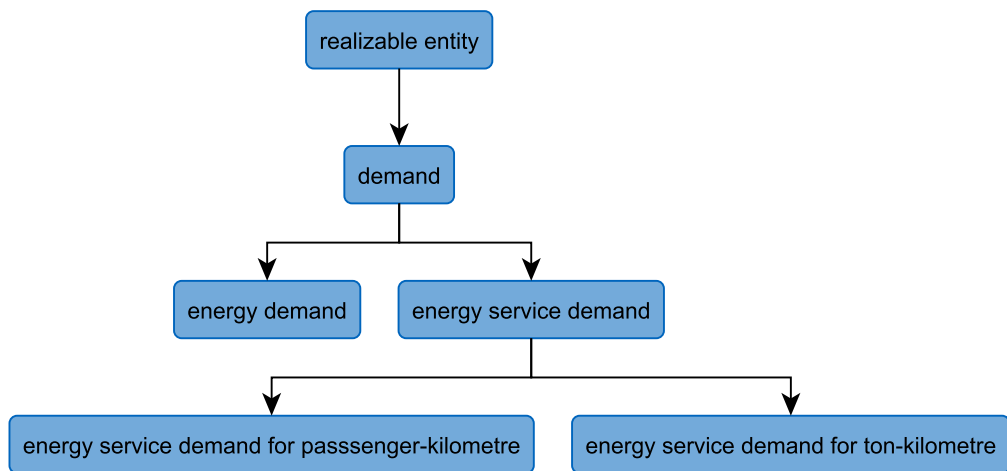 realizable entity
demand
energy demand
energy service demand
energy service demand for passsenger-kilometre
energy service demand for ton-kilometre